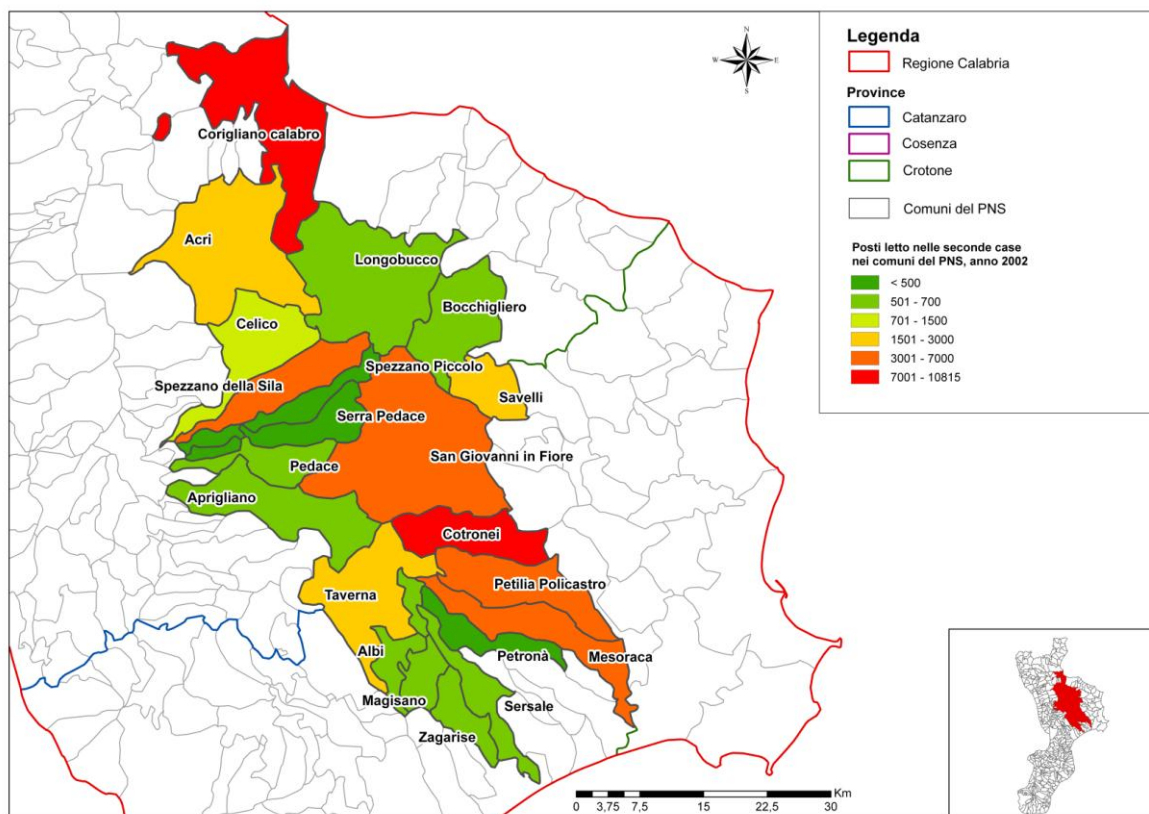 N
W
E
S
Corigliano calabro
Acri
Longobucco
Bocchigliero
Celico
Spezzano Piccolo
Spezzano della Sila
Savelli
Serra Pedace
San Giovanni in Fiore
Pedace
Aprigliano
Cotronei
Petilia Policastro
Taverna
Albi
Petronà
Mesoraca
Magisano
Sersale
Zagarise
Km
0 3,75 7,5 15 22,5 30
Legenda
Regione Calabria
Province
Catanzaro
Cosenza
Crotone
Comuni del PNS
Posti letto nelle seconde case
nei comuni del PNS, anno 2002
< 500
501 - 700
701 - 1500
1501 - 3000
3001 - 7000
7001 - 10815